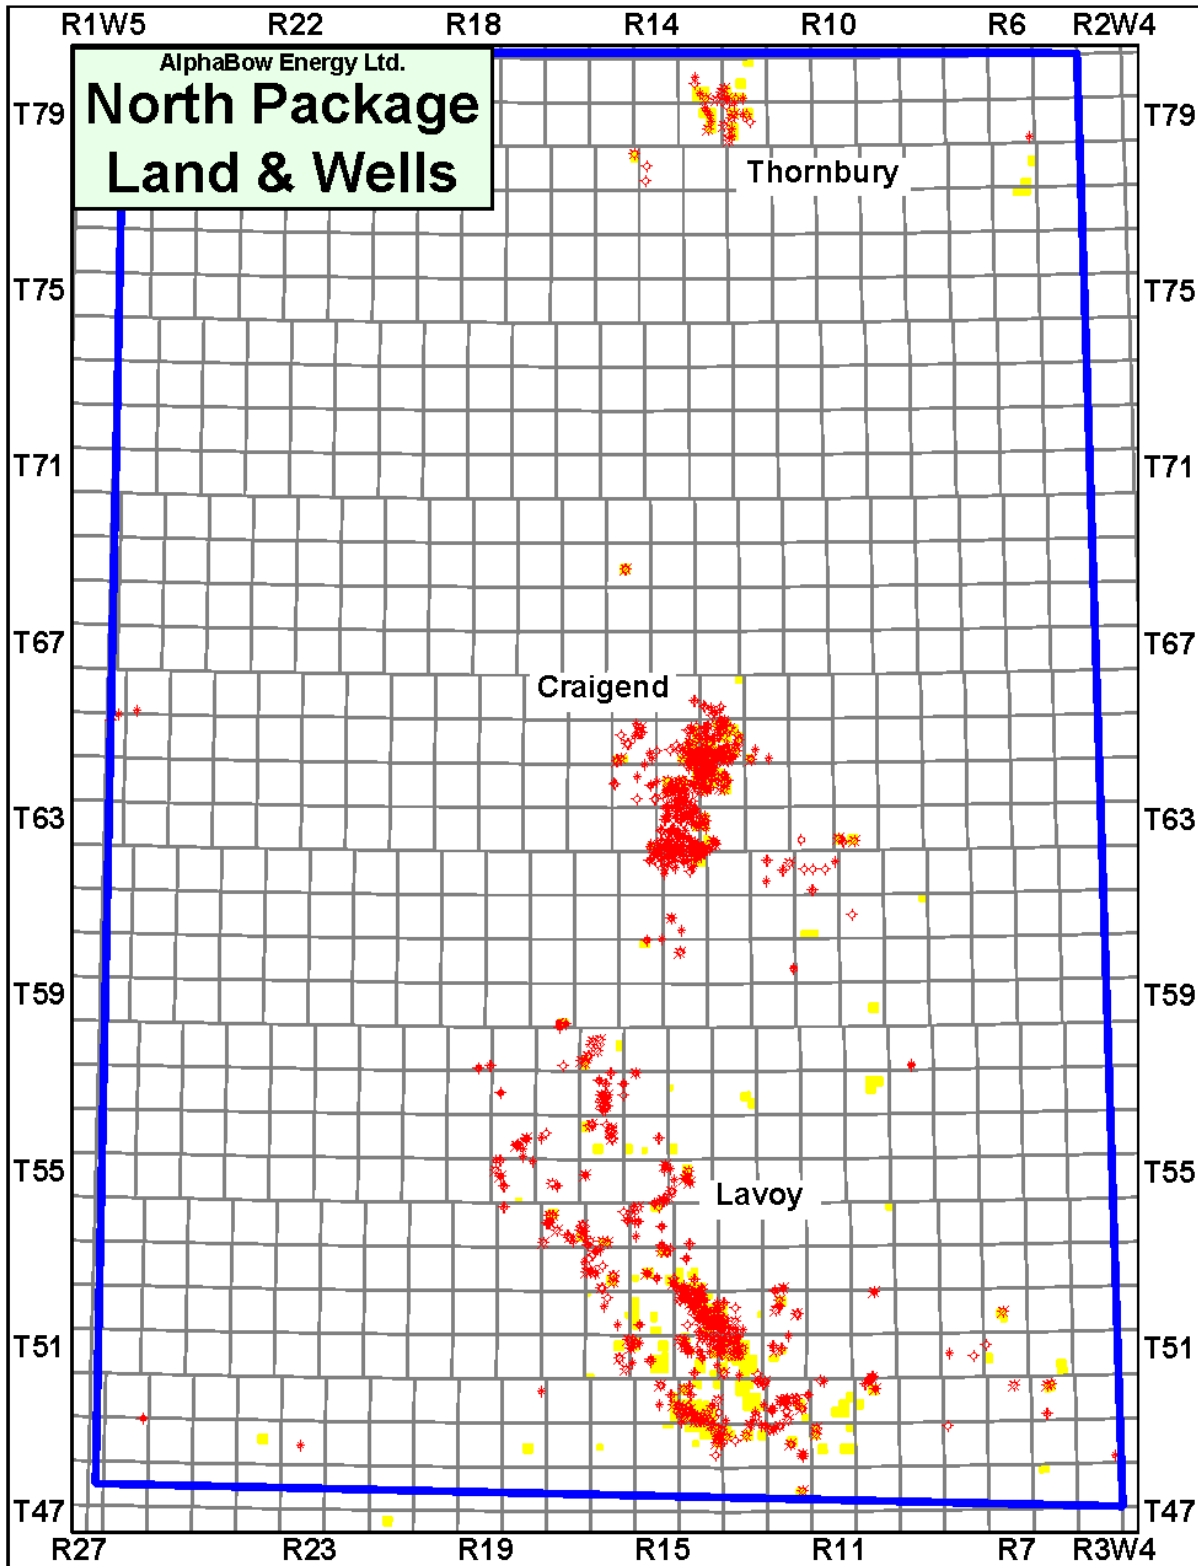 R1W5 R22 R18 R14 R10 R6 R2W4
AlphaBow Energy Ltd.
North Package
Land & Wells
T79 T79
Thornbury
T75 T75
T71 T71
T67 T67
Craigend
T63 T63
T59 T59
T55 T55
Lavoy
T51 T51
T47 T47
R27 R23 R19 R15 R11 R7 R3W4